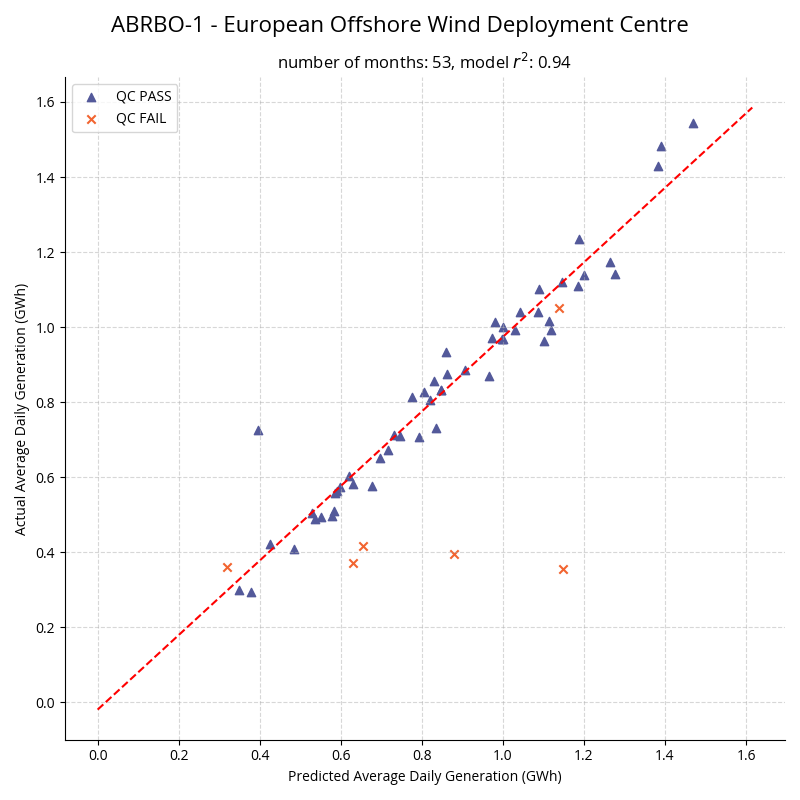 ABRBO-1 - European Offshore Wind Deployment Centre
number of months: 53, model r²: 0.94
QC PASS
QC FAIL
1.6
1.4
1.2
1.0
0.8
0.6
0.4
0.2
0.0
Actual Average Daily Generation (GWh)
0.0 0.2 0.4 0.6 0.8 1.0 1.2 1.4 1.6
Predicted Average Daily Generation (GWh)